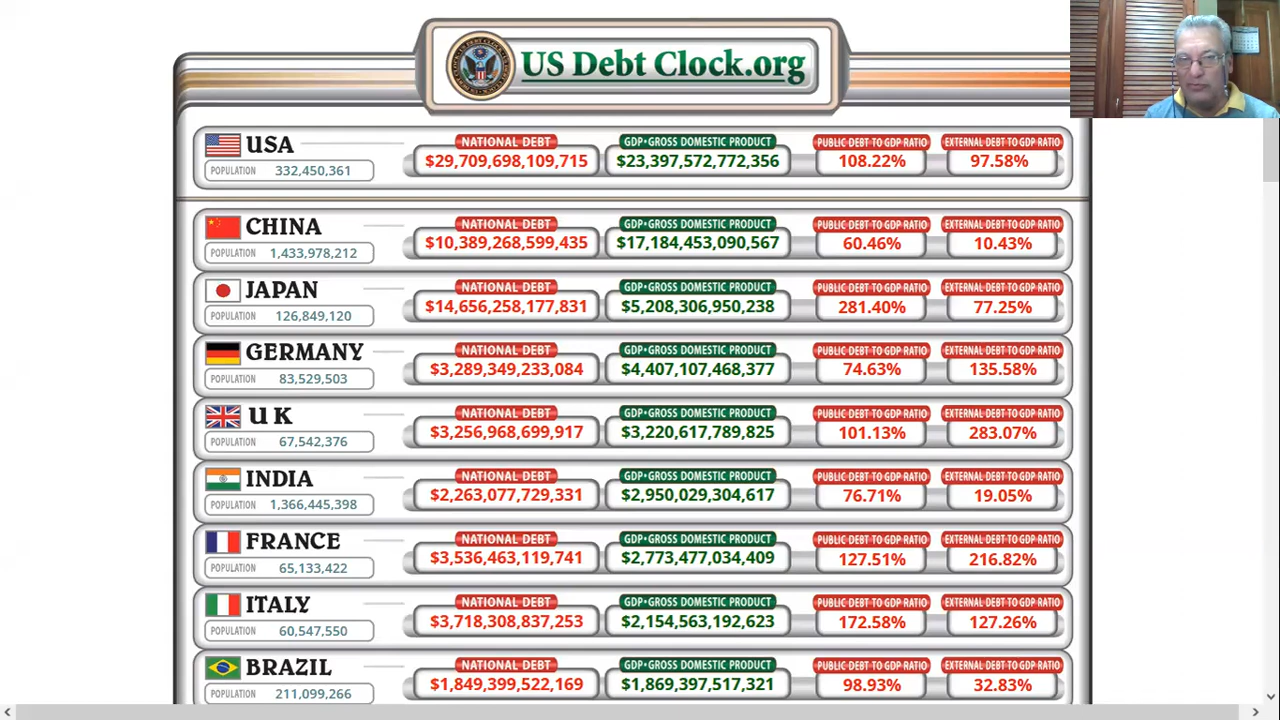 US Debt Clock.org
USA
NATIONAL DEBT GDP•GROSS DOMESTIC PRODUCT PUBLIC DEBT TO GDP RATIO EXTERNAL DEBT TO GDP RATIO
POPULATION 332,450,361 $29,709,698,109,715 $23,397,572,772,356 108.22% 97.58%
CHINA NATIONAL DEBT GDP•GROSS DOMESTIC PRODUCT PUBLIC DEBT TO GDP RATIO EXTERNAL DEBT TO GDP RATIO
POPULATION 1,433,978,212 $10,389,268,599,435 $17,184,453,090,567 60.46% 10.43%
JAPAN NATIONAL DEBT GDP•GROSS DOMESTIC PRODUCT PUBLIC DEBT TO GDP RATIO EXTERNAL DEBT TO GDP RATIO
POPULATION 126,849,120 $14,656,258,177,831 $5,208,306,950,238 281.40% 77.25%
GERMANY NATIONAL DEBT GDP•GROSS DOMESTIC PRODUCT PUBLIC DEBT TO GDP RATIO EXTERNAL DEBT TO GDP RATIO
POPULATION 83,529,503 $3,289,349,233,084 $4,407,107,468,377 74.63% 135.58%
UK NATIONAL DEBT GDP•GROSS DOMESTIC PRODUCT PUBLIC DEBT TO GDP RATIO EXTERNAL DEBT TO GDP RATIO
POPULATION 67,542,376 $3,256,968,699,917 $3,220,617,789,825 101.13% 283.07%
INDIA NATIONAL DEBT GDP•GROSS DOMESTIC PRODUCT PUBLIC DEBT TO GDP RATIO EXTERNAL DEBT TO GDP RATIO
POPULATION 1,366,445,398 $2,263,077,729,331 $2,950,029,304,617 76.71% 19.05%
FRANCE NATIONAL DEBT GDP•GROSS DOMESTIC PRODUCT PUBLIC DEBT TO GDP RATIO EXTERNAL DEBT TO GDP RATIO
POPULATION 65,133,422 $3,536,463,119,741 $2,773,477,034,409 127.51% 216.82%
ITALY NATIONAL DEBT GDP•GROSS DOMESTIC PRODUCT PUBLIC DEBT TO GDP RATIO EXTERNAL DEBT TO GDP RATIO
POPULATION 60,547,550 $3,718,308,837,253 $2,154,563,192,623 172.58% 127.26%
BRAZIL NATIONAL DEBT GDP•GROSS DOMESTIC PRODUCT PUBLIC DEBT TO GDP RATIO EXTERNAL DEBT TO GDP RATIO
POPULATION 211,099,266 $1,849,399,522,169 $1,869,397,517,321 98.93% 32.83%